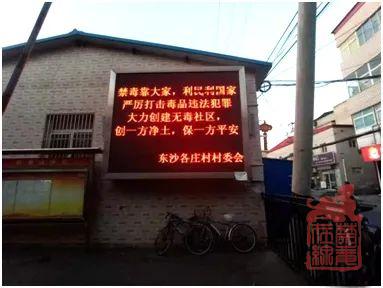 禁毒靠大家，利民利国家
严厉打击毒品违法犯罪
大力创建无毒社区，
创一方净土，保一方平安
东沙各庄村村委会